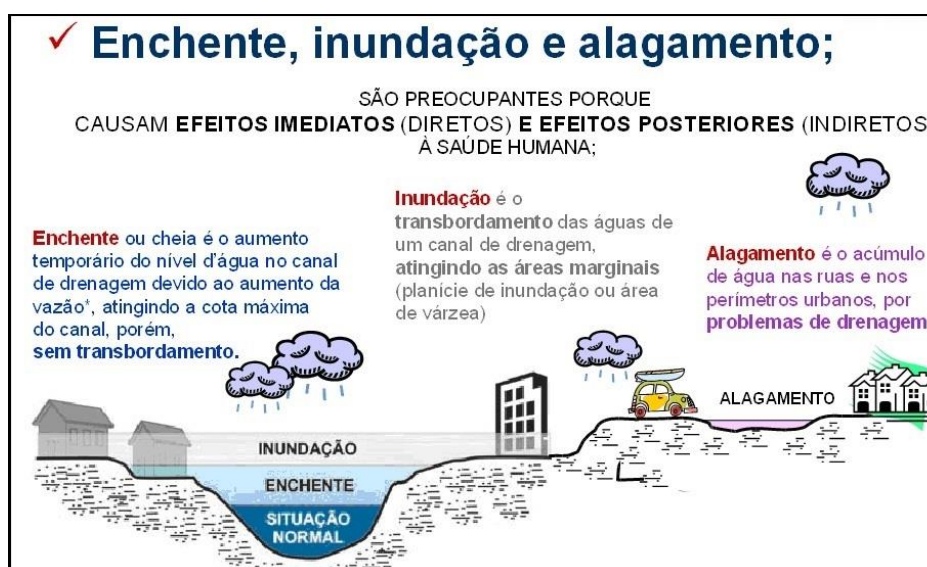 ✓ Enchente, inundação e alagamento;
SÃO PREOCUPANTES PORQUE
CAUSAM EFEITOS IMEDIATOS (DIRETOS) E EFEITOS POSTERIORES (INDIRETOS
À SAÚDE HUMANA;
Enchente ou cheia é o aumento
temporário do nível d'água no canal
de drenagem devido ao aumento da
vazão*, atingindo a cota máxima
do canal, porém,
sem transbordamento.
Inundação é o
transbordamento das águas de
um canal de drenagem,
atingindo as áreas marginais
(planície de inundação ou área
de várzea)
Alagamento é o acúmulo
de água nas ruas e nos
perímetros urbanos, por
problemas de drenagem
ALAGAMENTO
INUNDAÇÃO
ENCHENTE
SITUAÇÃO
NORMAL